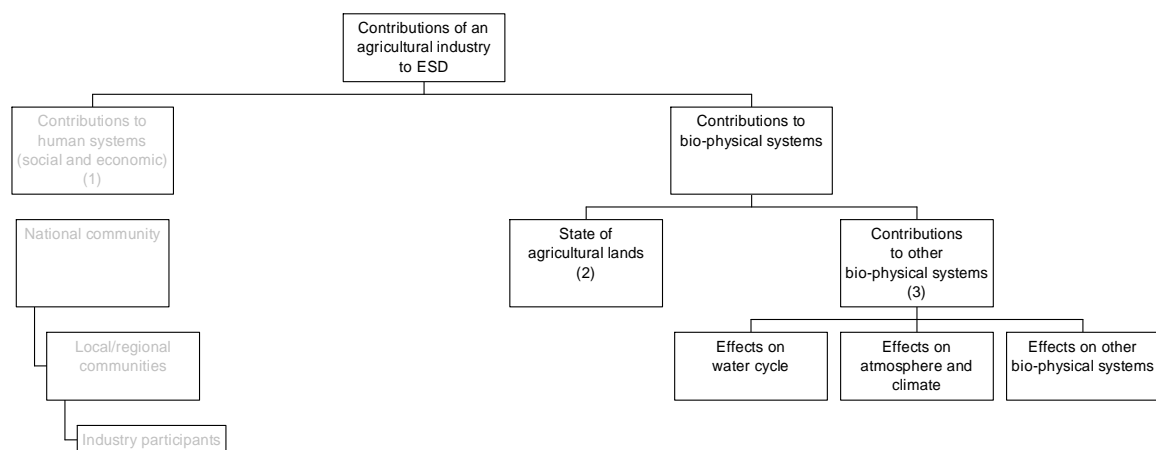 Contributions of an
agricultural industry
to ESD
Contributions to
human systems
(social and economic)
(1)
Contributions to
bio-physical systems
National community
State of
agricultural lands
(2)
Contributions
to other
bio-physical systems
(3)
Local/regional
communities
Effects on
water cycle
Effects on
atmosphere and
climate
Effects on other
bio-physical systems
Industry participants